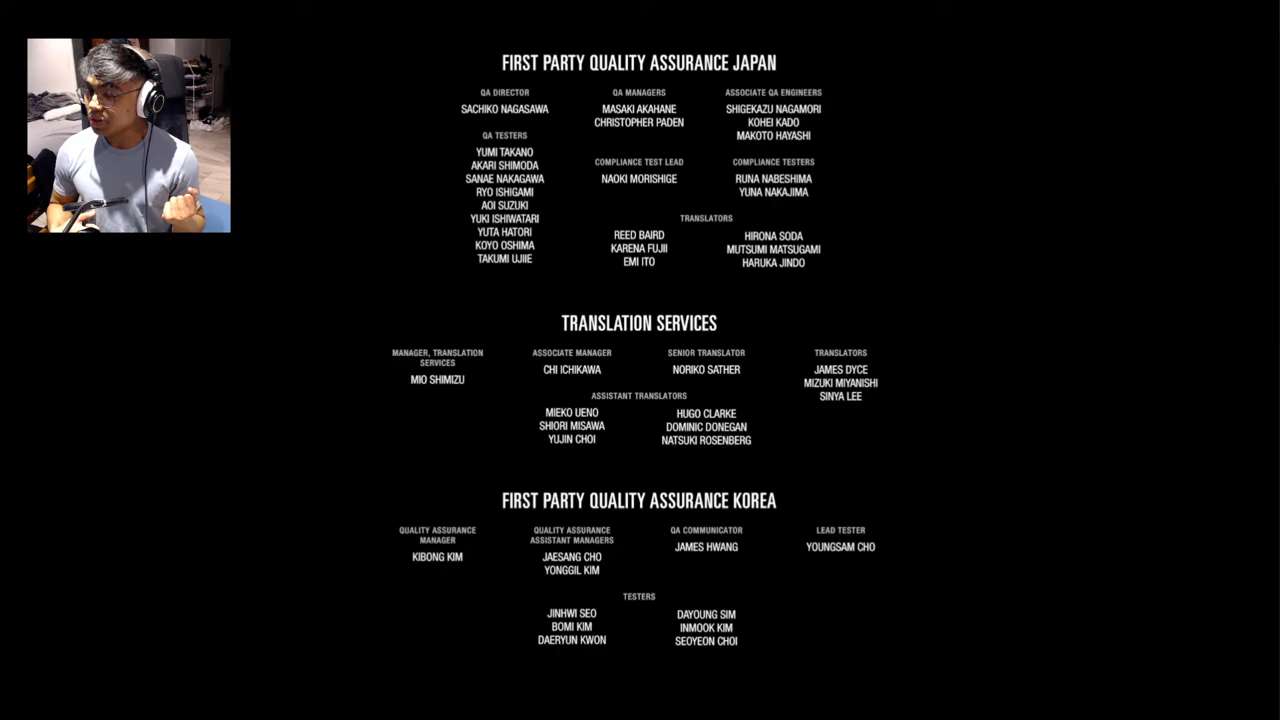 FIRST PARTY QUALITY ASSURANCE JAPAN
QA DIRECTOR
SACHIKO NAGASAWA
QA MANAGERS
MASAKI AKAHANE
CHRISTOPHER PADEN
ASSOCIATE QA ENGINEERS
SHIGEKAZU NAGAMORI
KOHEI KADO
MAKOTO HAYASHI
QA TESTERS
YUMI TAKANO
AKARI SHIMODA
SANAE NAKAGAWA
RYO ISHIGAMI
AOI SUZUKI
YUKI ISHIWATARI
YUTA HATORI
KOYO OSHIMA
TAKUMI UJIIE
COMPLIANCE TEST LEAD
NAOKI MORISHIGE
COMPLIANCE TESTERS
RUNA NABESHIMA
YUNA NAKAJIMA
TRANSLATORS
REED BAIRD
KARENA FUJII
EMI ITO
HIRONA SODA
MUTSUMI MATSUGAMI
HARUKA JINDO
TRANSLATION SERVICES
MANAGER, TRANSLATION
SERVICES
MIO SHIMIZU
ASSOCIATE MANAGER
CHI ICHIKAWA
SENIOR TRANSLATOR
NORIKO SATHER
TRANSLATORS
JAMES DYCE
MIZUKI MIYANISHI
SINYA LEE
ASSISTANT TRANSLATORS
MIEKO UENO
SHIORI MISAWA
YUJIN CHOI
HUGO CLARKE
DOMINIC DONEGAN
NATSUKI ROSENBERG
FIRST PARTY QUALITY ASSURANCE KOREA
QUALITY ASSURANCE
MANAGER
KIBONG KIM
QUALITY ASSURANCE
ASSISTANT MANAGERS
JAESANG CHO
YONGGIL KIM
QA COMMUNICATOR
JAMES HWANG
LEAD TESTER
YOUNGSAM CHO
TESTERS
JINHWI SEO
BOMI KIM
DAERYUN KWON
DAYOUNG SIM
INMOOK KIM
SEOYEON CHOI